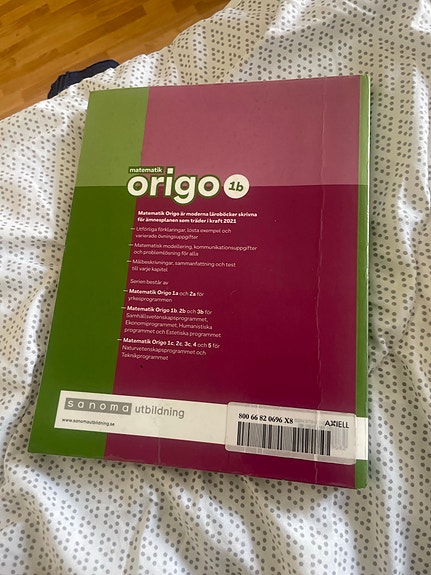 matematik
origo 1b
Matematik Origo är moderna läroböcker skrivna
för ämnesplanen som träder i kraft 2021
– Utförliga förklaringar, lösta exempel och
varierade övningsuppgifter
– Matematisk modellering, kommunikationsuppgifter
och problemlösning för alla
– Målbeskrivningar, sammanfattning och test
till varje kapitel
Serien består av
– Matematik Origo 1a och 2a för
yrkesprogrammen
– Matematik Origo 1b, 2b och 3b för
Samhällsvetenskapsprogrammet,
Ekonomiprogrammet, Humanistiska
programmet och Estetiska programmet
– Matematik Origo 1c, 2c, 3c, 4 och 5 för
Naturvetenskapsprogrammet och
Teknikprogrammet
sanoma utbildning
www.sanomautbildning.se
800 66 82 0696 X8
AXIELL